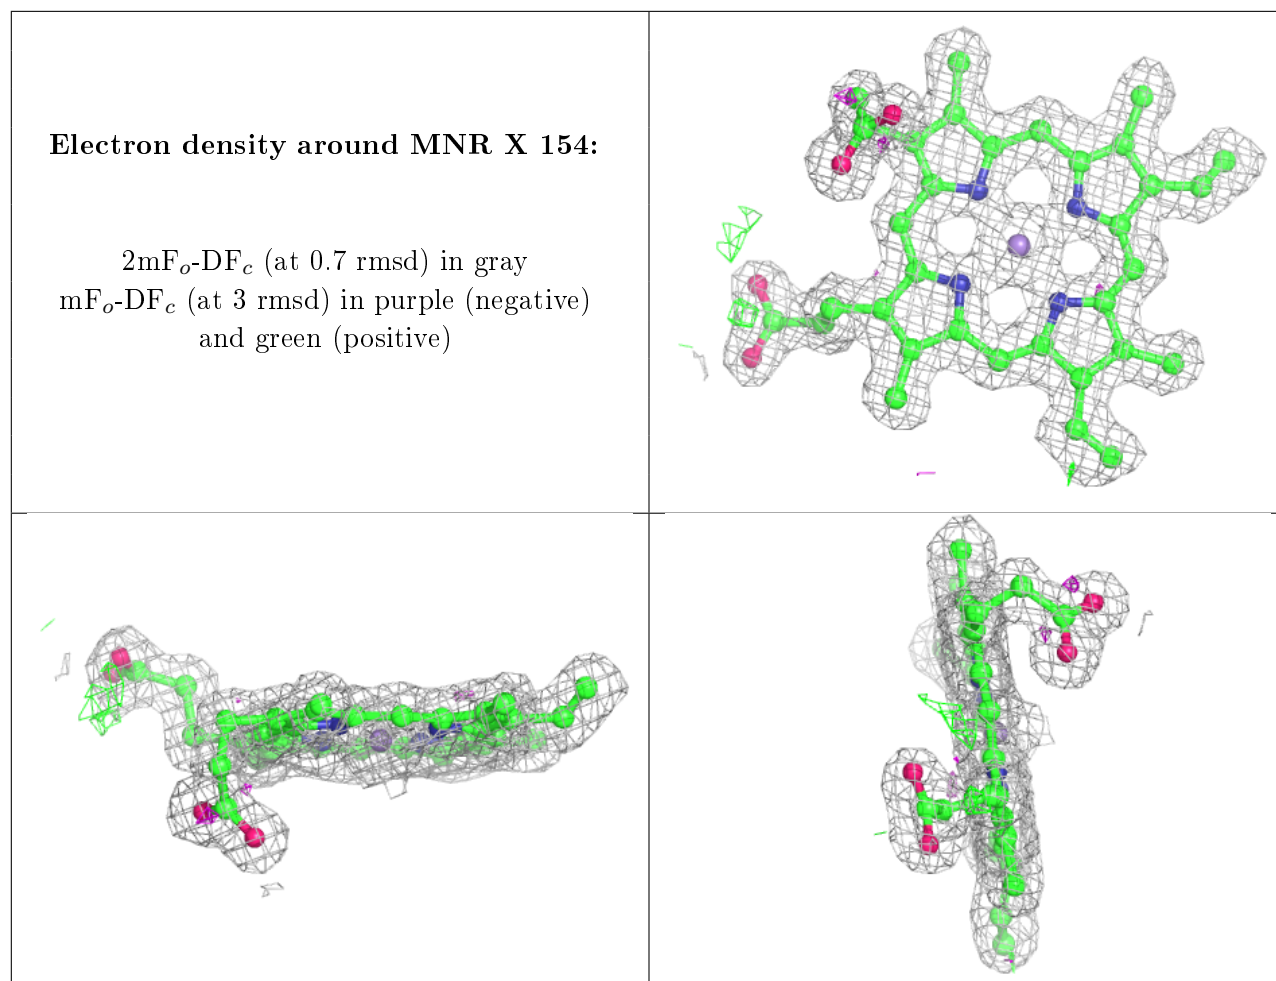 Electron density around MNR X 154:
2mFo-DFc (at 0.7 rmsd) in gray
mFo-DFc (at 3 rmsd) in purple (negative)
and green (positive)